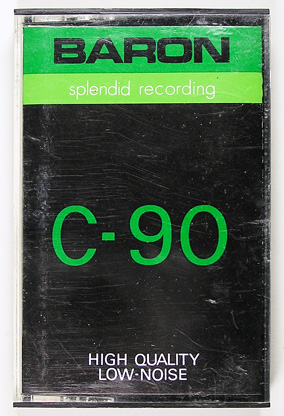 BARON
splendid recording
C-90
HIGH QUALITY
LOW-NOISE